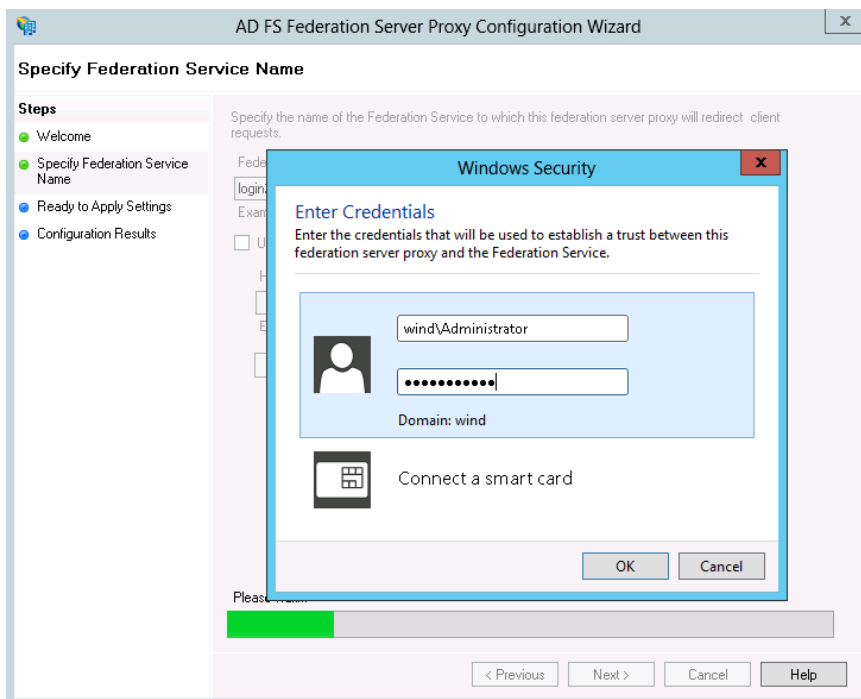 AD FS Federation Server Proxy Configuration Wizard
x
Specify Federation Service Name
Steps
Welcome
Specify Federation Service
Name
Ready to Apply Settings
Configuration Results
Specify the name of the Federation Service to which this federation server proxy will redirect client
requests.
Windows Security
x
Enter Credentials
Enter the credentials that will be used to establish a trust between this
federation server proxy and the Federation Service.
wind\Administrator
●●●●●●●●●●●
Domain: wind
Connect a smart card
OK
Cancel
< Previous
Next >
Cancel
Help